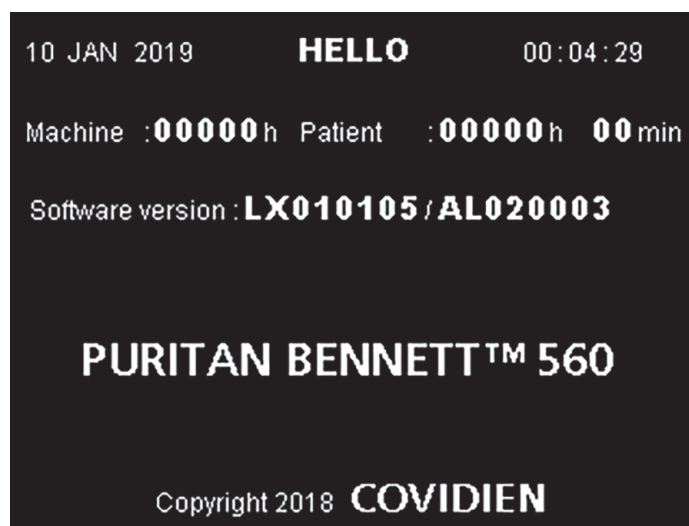 10 JAN 2019 HELLO 00:04:29
Machine :00000h Patient :00000h 00min
Software version : LX010105 / AL020003
PURITAN BENNETT™ 560
Copyright 2018 COVIDIEN